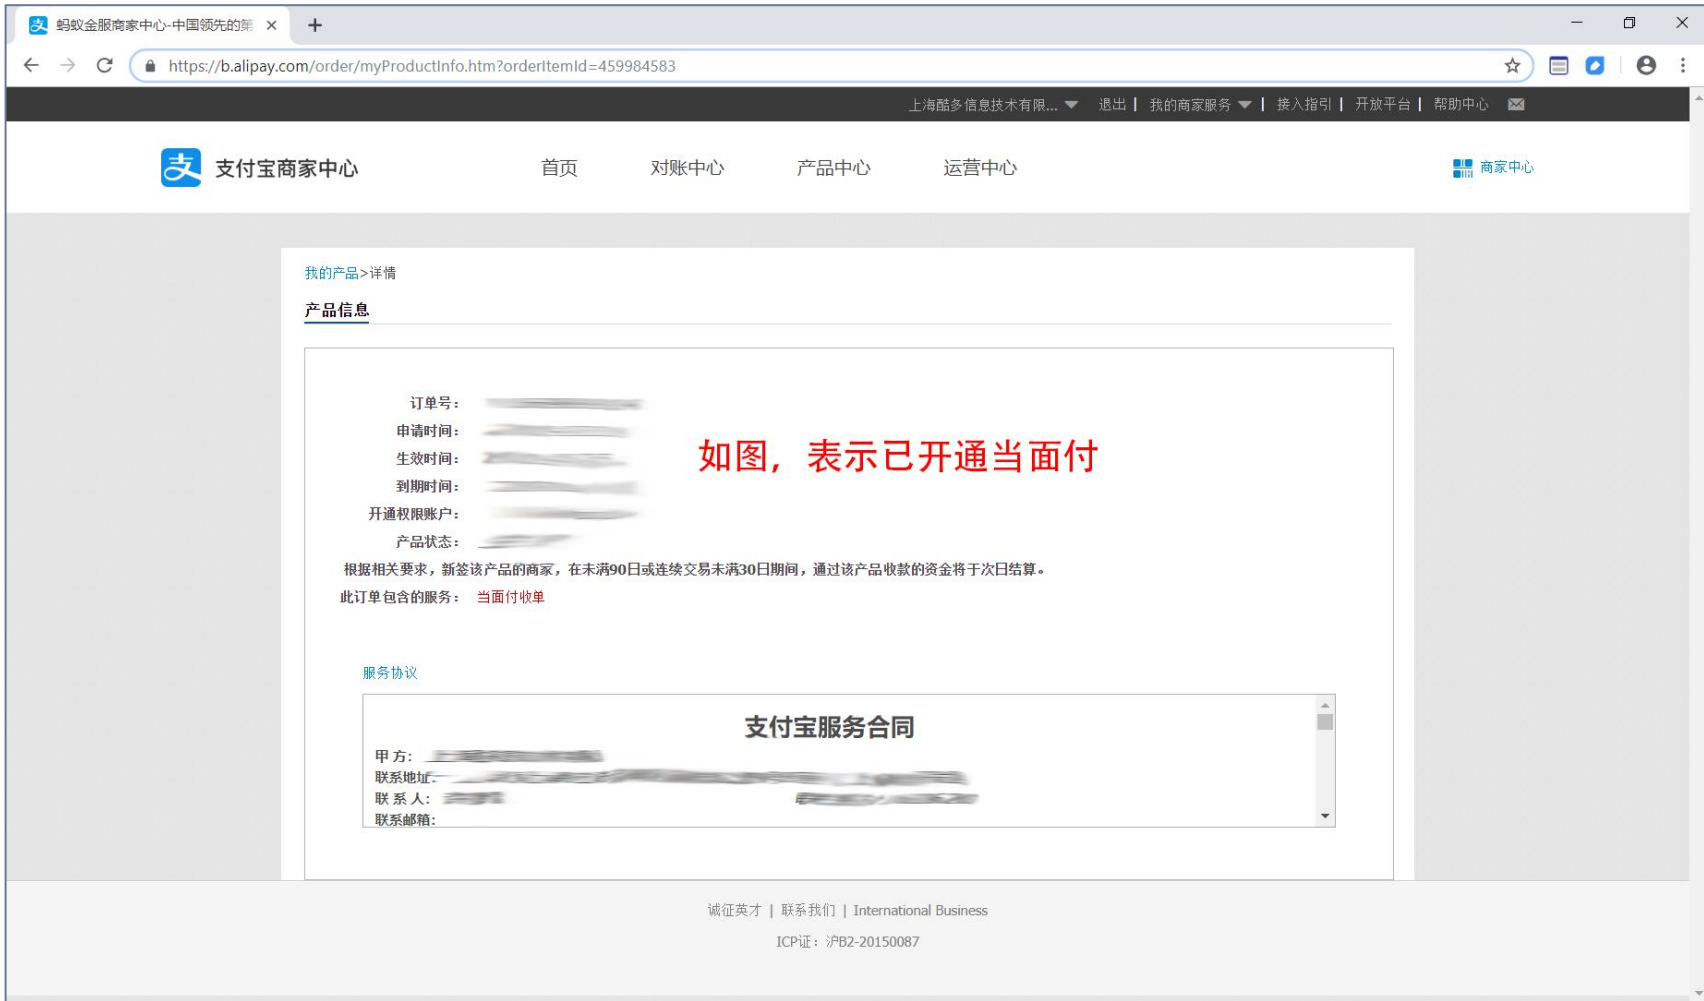 蚂蚁金服商家中心-中国领先的第
https://b.alipay.com/order/myProductInfo.htm?orderItemId=459984583
上海酷多信息技术有限... 退出 | 我的商家服务 | 接入指引 | 开放平台 | 帮助中心
支 支付宝商家中心 首页 对账中心 产品中心 运营中心 商家中心
我的产品>详情
产品信息
订单号：
申请时间：
生效时间：
到期时间：
开通权限账户：
产品状态：
如图，表示已开通当面付
根据相关要求，新签该产品的商家，在未满90日或连续交易未满30日期间，通过该产品收款的资金将于次日结算。
此订单包含的服务： 当面付收单
服务协议
支付宝服务合同
甲方：
联系地址：
联系人：
联系邮箱：
诚征英才 | 联系我们 | International Business
ICP证：沪B2-20150087